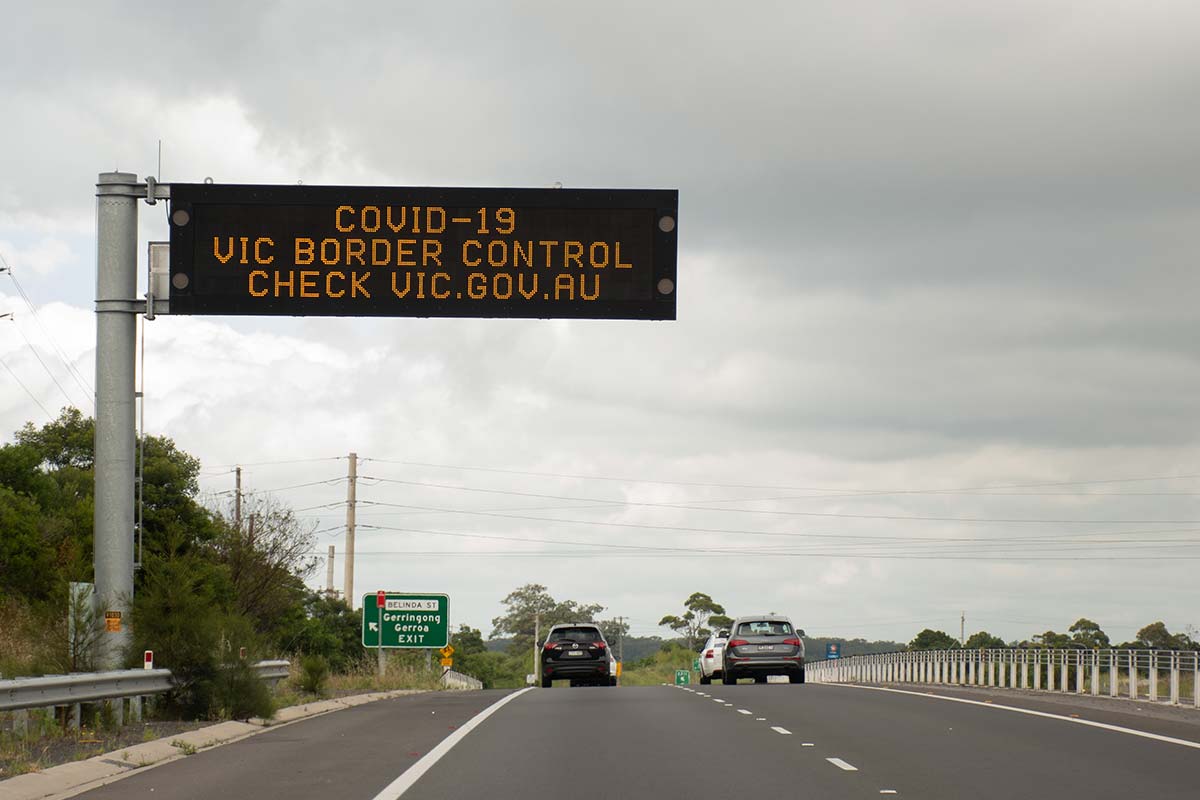 COVID-19
VIC BORDER CONTROL
CHECK VIC.GOV.AU
BELINDA ST
Gerringong
Gerroa
EXIT